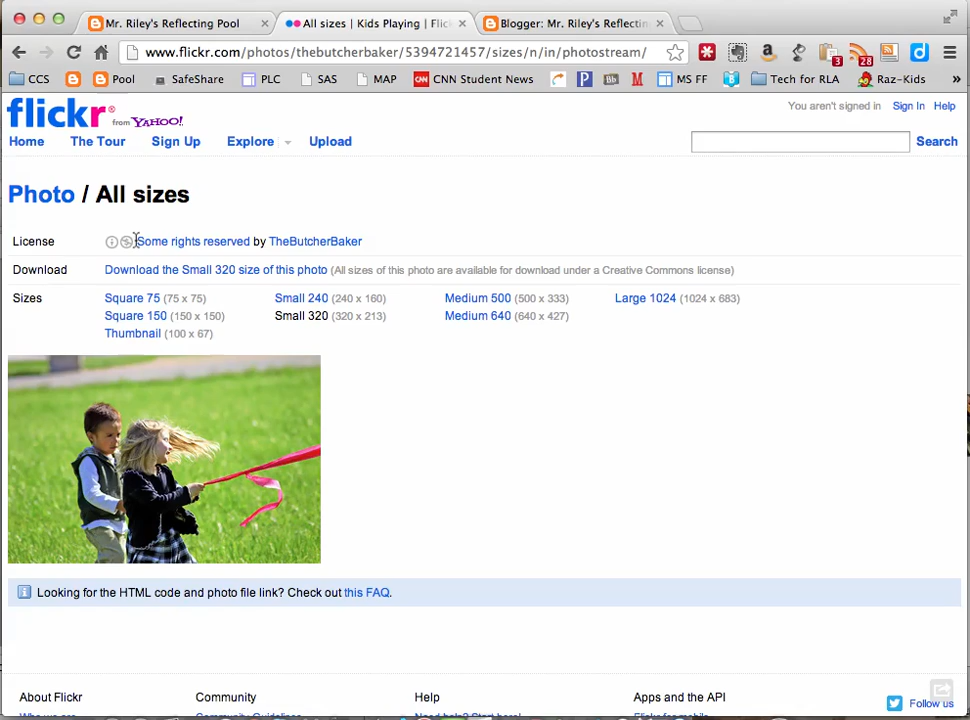 Mr. Riley's Reflecting Pool
All sizes | Kids Playing | Flic
Blogger: Mr. Riley's Reflectin
www.flickr.com/photos/thebutcherbaker/5394721457/sizes/n/in/photostream/
3
28
CCS
Pool
SafeShare
PLC
SAS
MAP
CNN
CNN Student News
P
Bb
M
MS FF
Tech for RLA
Raz-Kids
»
flickr from YAHOO!
You aren't signed in Sign In Help
Home The Tour Sign Up Explore Upload
Search
Photo / All sizes
License Some rights reserved by TheButcherBaker
Download Download the Small 320 size of this photo (All sizes of this photo are available for download under a Creative Commons license)
Sizes Square 75 (75 x 75) Small 240 (240 x 160) Medium 500 (500 x 333) Large 1024 (1024 x 683)
Square 150 (150 x 150) Small 320 (320 x 213) Medium 640 (640 x 427)
Thumbnail (100 x 67)
Looking for the HTML code and photo file link? Check out this FAQ.
About Flickr Community Help Apps and the API
Follow us